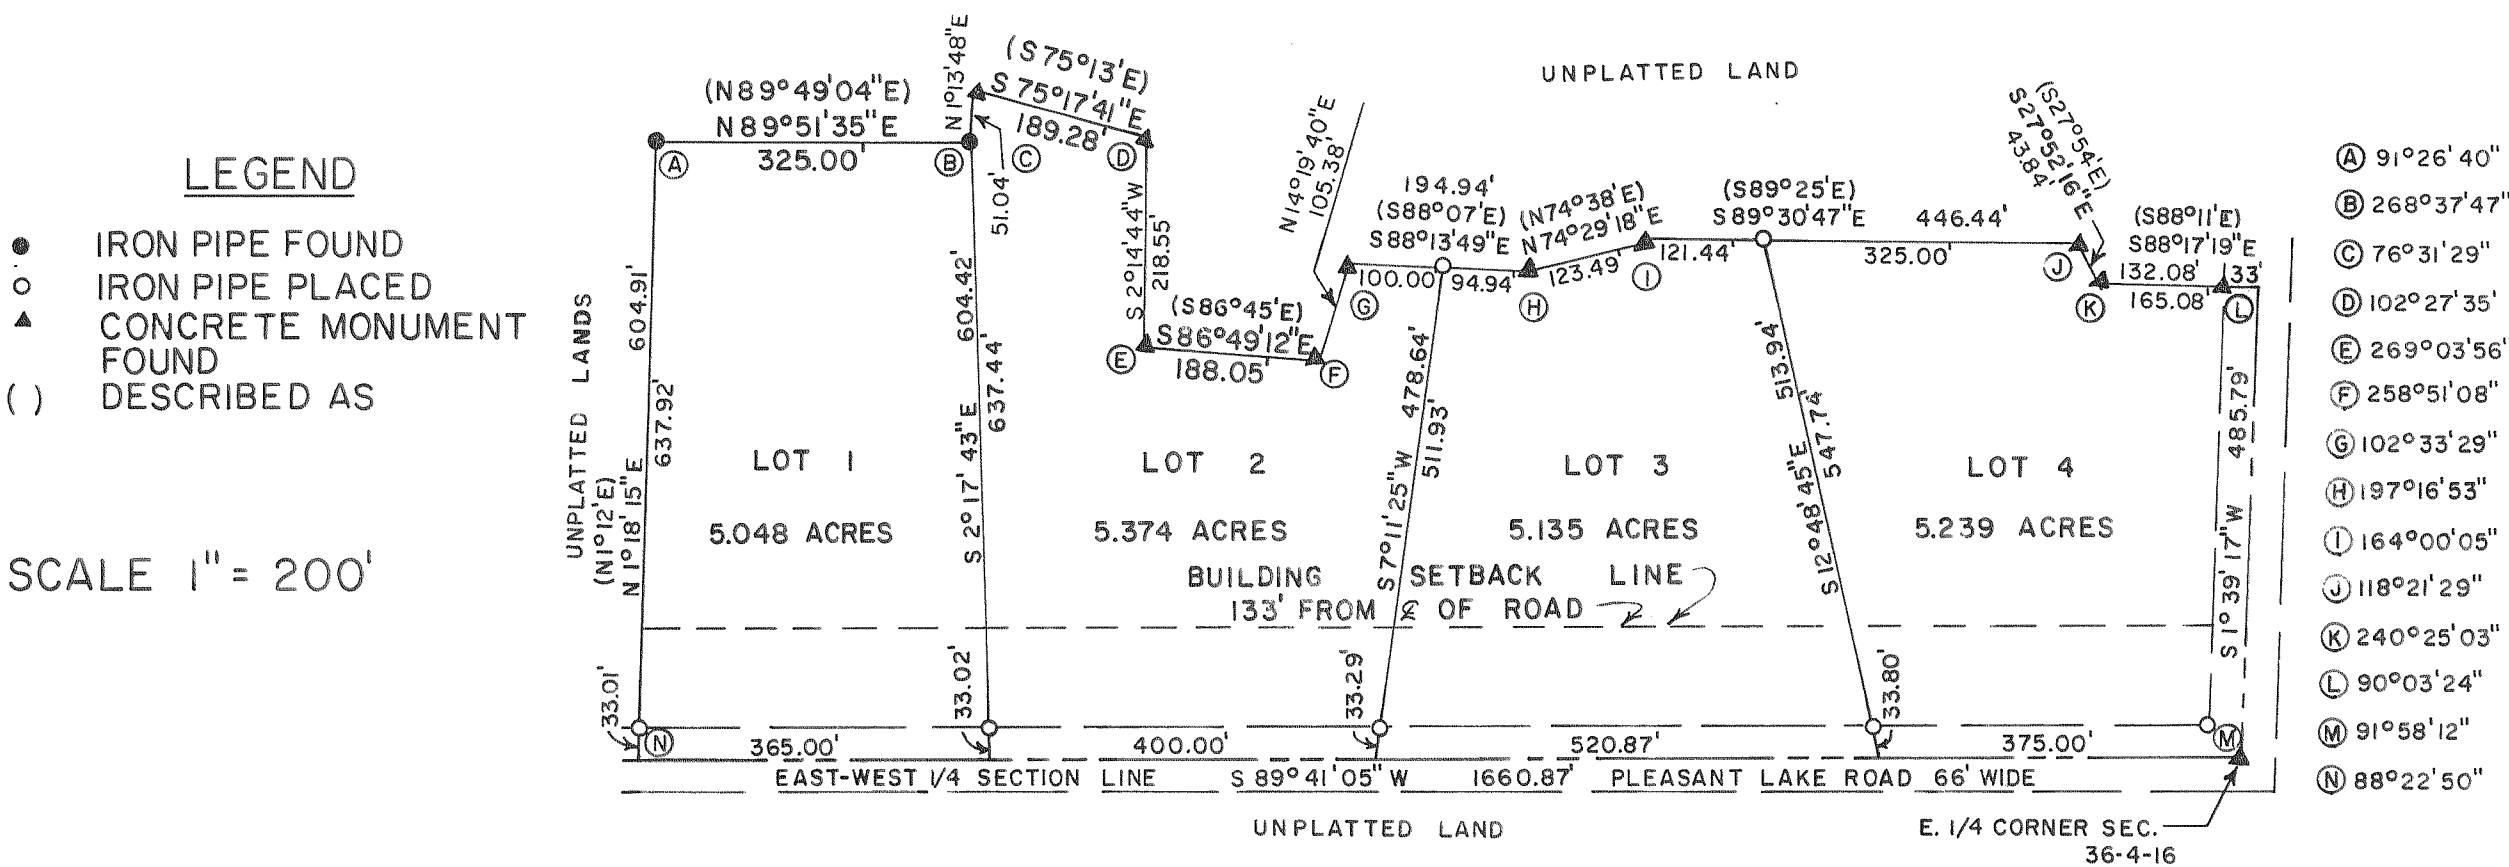 LEGEND
● IRON PIPE FOUND
○ IRON PIPE PLACED
▲ CONCRETE MONUMENT
FOUND
( ) DESCRIBED AS
SCALE 1" = 200'
UNPLATTED LANDS
(N1°12'E)
N1°18'15"E
604.91'
637.92'
33.01'
(N89°49'04"E)
N89°51'35"E
325.00'
A
B
N1°13'48"E
51.04'
C
(S75°13'E)
S75°17'41"E
189.28'
D
S2°14'44"W
218.55'
E
(S86°45'E)
S86°49'12"E
188.05'
F
N14°19'40"E
105.38'
G
194.94'
(S88°07'E)
S88°13'49"E
100.00'
94.94'
H
(N74°38'E)
N74°29'18"E
123.49'
I
UNPLATTED LAND
(S89°25'E)
S89°30'47"E
446.44'
121.44'
325.00'
J
(S27°54'E)
S27°52'16"E
43.84'
K
(S88°11'E)
S88°17'19"E
132.08'
33'
165.08'
L
604.42'
637.44'
S2°17'43"E
33.02'
478.64'
511.93'
S7°11'25"W
33.29'
513.94'
547.74'
S12°48'45"E
33.80'
485.79'
S1°39'17"W
LOT 1
5.048 ACRES
LOT 2
5.374 ACRES
LOT 3
5.135 ACRES
LOT 4
5.239 ACRES
BUILDING SETBACK LINE
133' FROM ℄ OF ROAD
N
365.00'
400.00'
520.87'
375.00'
M
EAST-WEST 1/4 SECTION LINE S89°41'05"W 1660.87' PLEASANT LAKE ROAD 66' WIDE
UNPLATTED LAND
E. 1/4 CORNER SEC.
36-4-16
A 91°26'40"
B 268°37'47"
C 76°31'29"
D 102°27'35"
E 269°03'56"
F 258°51'08"
G 102°33'29"
H 197°16'53"
I 164°00'05"
J 118°21'29"
K 240°25'03"
L 90°03'24"
M 91°58'12"
N 88°22'50"